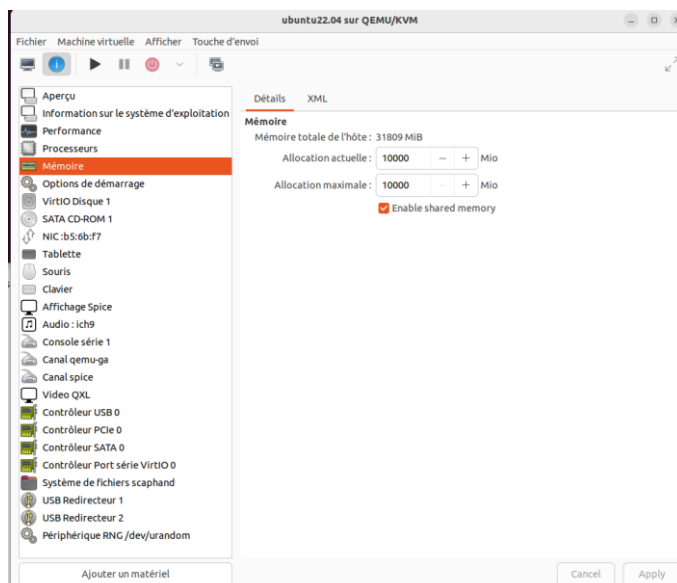 ubuntu22.04 sur QEMU/KVM
Fichier Machine virtuelle Afficher Touche d'envoi
Aperçu
Information sur le système d'exploitation
Performance
Processeurs
Mémoire
Options de démarrage
VirtIO Disque 1
SATA CD-ROM 1
NIC :b5:6b:f7
Tablette
Souris
Clavier
Affichage Spice
Audio : ich9
Console série 1
Canal qemu-ga
Canal spice
Video QXL
Contrôleur USB 0
Contrôleur PCIe 0
Contrôleur SATA 0
Contrôleur Port série VirtIO 0
Système de fichiers scaphand
USB Redirecteur 1
USB Redirecteur 2
Périphérique RNG /dev/urandom
Ajouter un matériel
Détails XML
Mémoire
Mémoire totale de l'hôte : 31809 MiB
Allocation actuelle : 10000 − + Mio
Allocation maximale : 10000 − + Mio
Enable shared memory
Cancel Apply